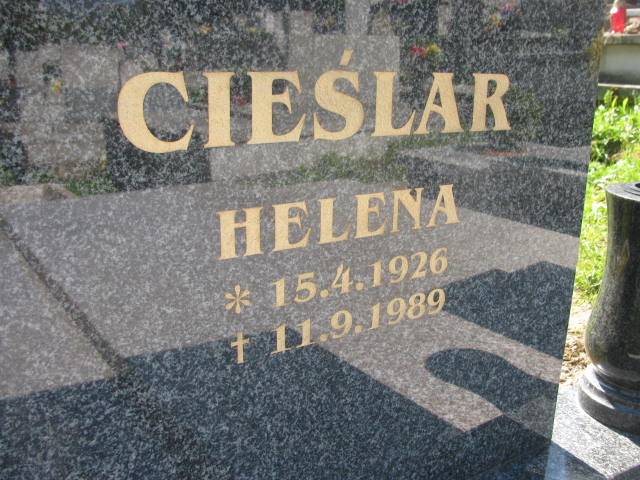 CIEŚLAR
HELENA
* 15.4.1926
† 11.9.1989